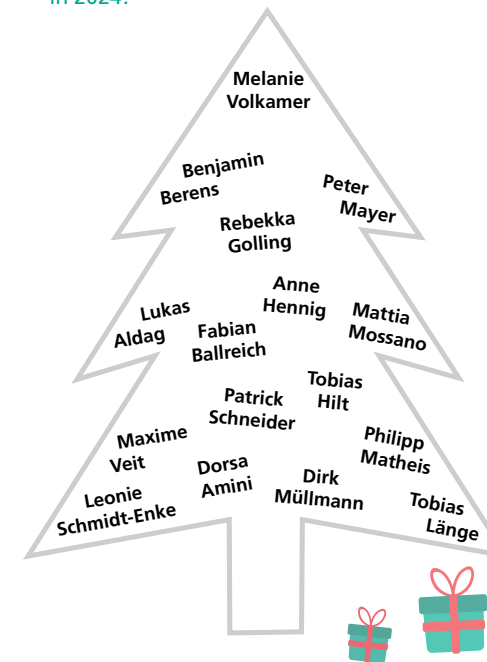 in 2024.
Melanie
Volkamer
Benjamin
Berens
Peter
Mayer
Rebekka
Golling
Anne
Hennig
Lukas
Aldag
Mattia
Mossano
Fabian
Ballreich
Tobias
Hilt
Patrick
Schneider
Maxime
Veit
Philipp
Matheis
Dorsa
Amini
Dirk
Müllmann
Leonie
Schmidt-Enke
Tobias
Länge